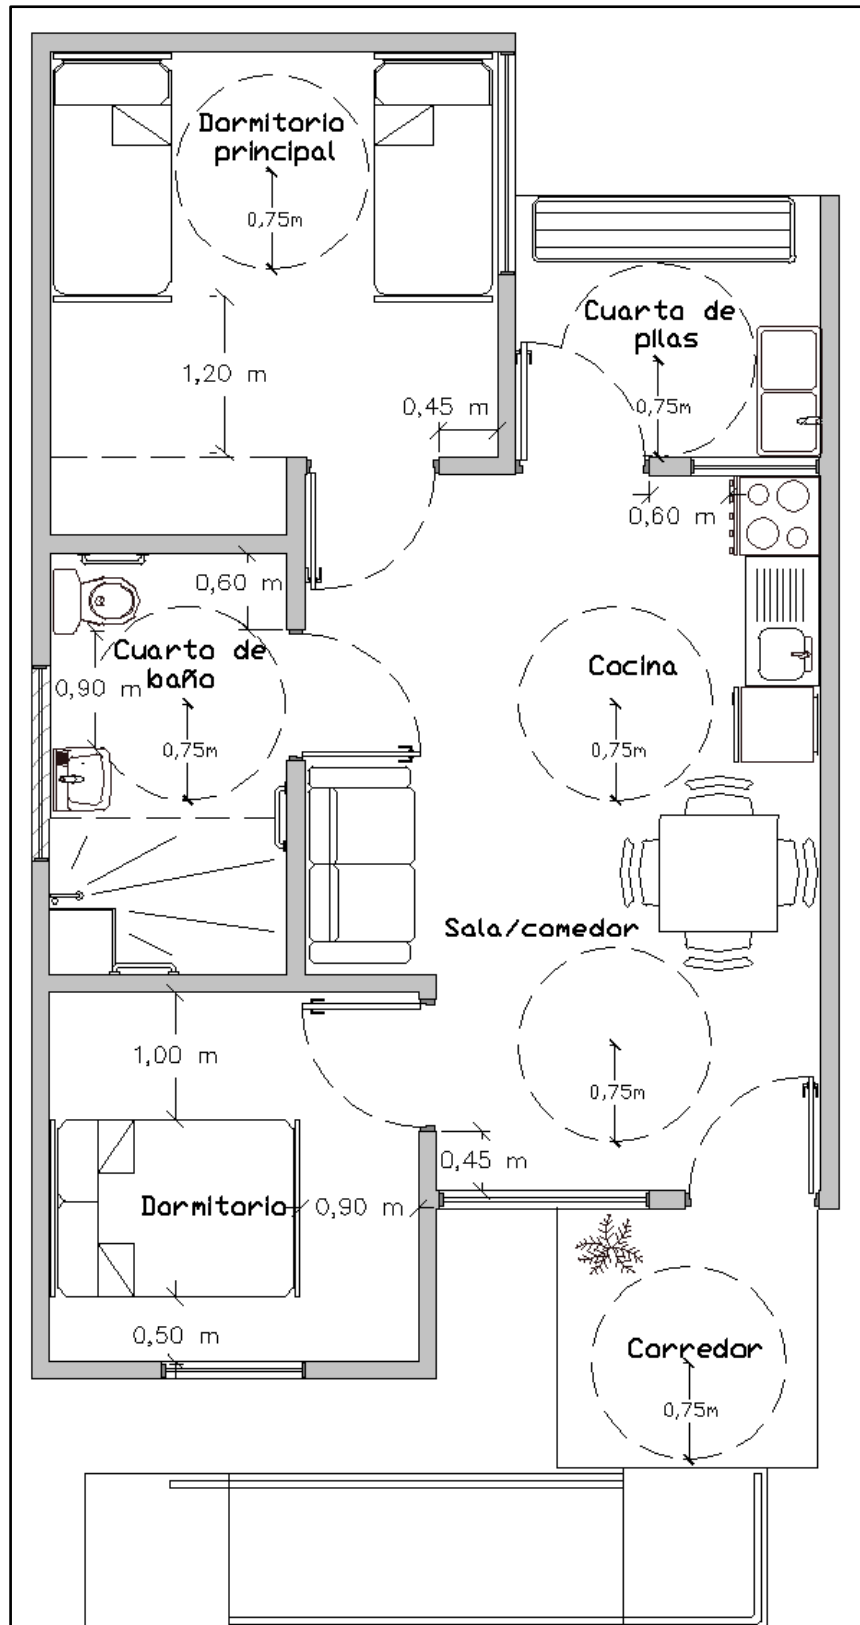 Dormitorio
principal
0,75m
1,20 m
0,45 m
Cuarto de
pilas
0,75m
0,60 m
0,60 m
Cuarto de
baño
0,90 m
0,75m
Cocina
0,75m
Sala/comedor
0,75m
1,00 m
0,45 m
Dormitorio
0,90 m
0,50 m
Corredor
0,75m